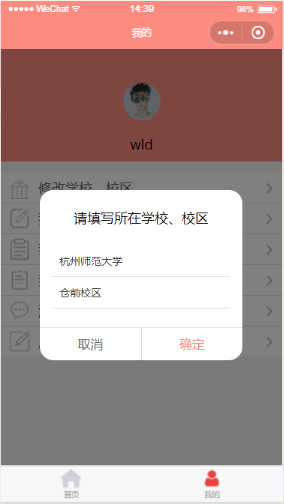 WeChat 14:39 96%
我的
wld
修改学校、校区
请填写所在学校、校区
杭州师范大学
仓前校区
取消 确定
首页 我的